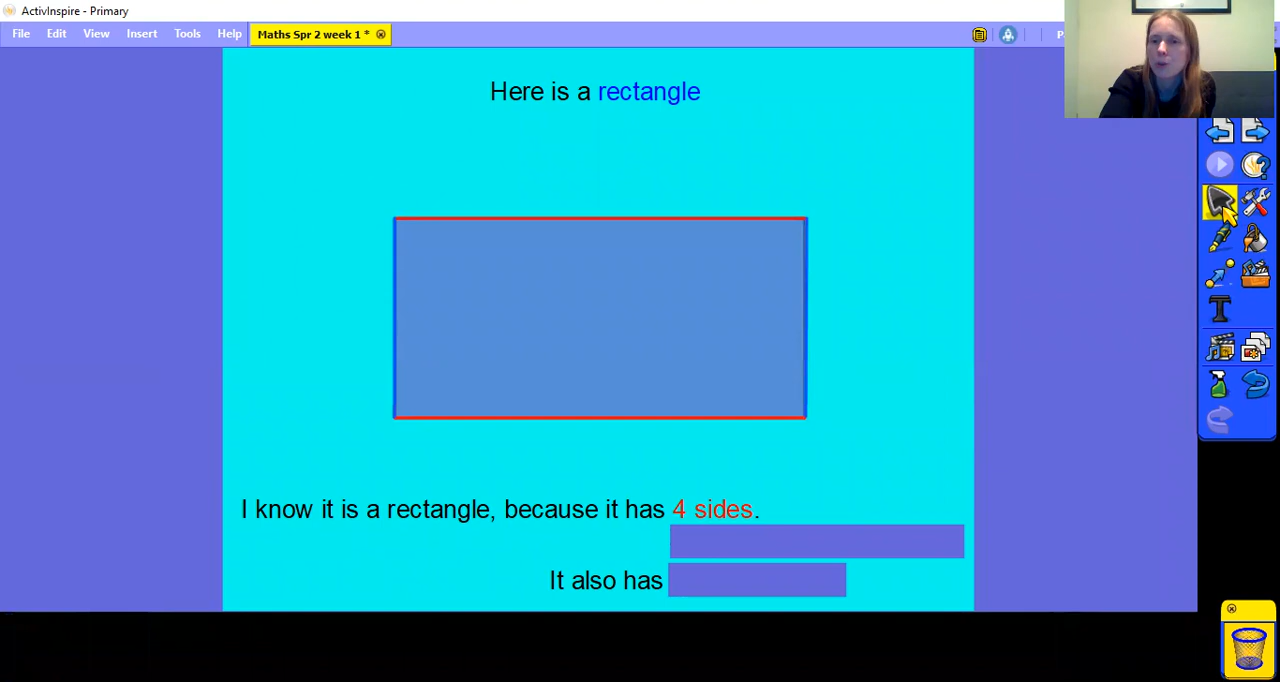 ActivInspire - Primary
File Edit View Insert Tools Help Maths Spr 2 week 1 *
Here is a rectangle
I know it is a rectangle, because it has 4 sides.
It also has